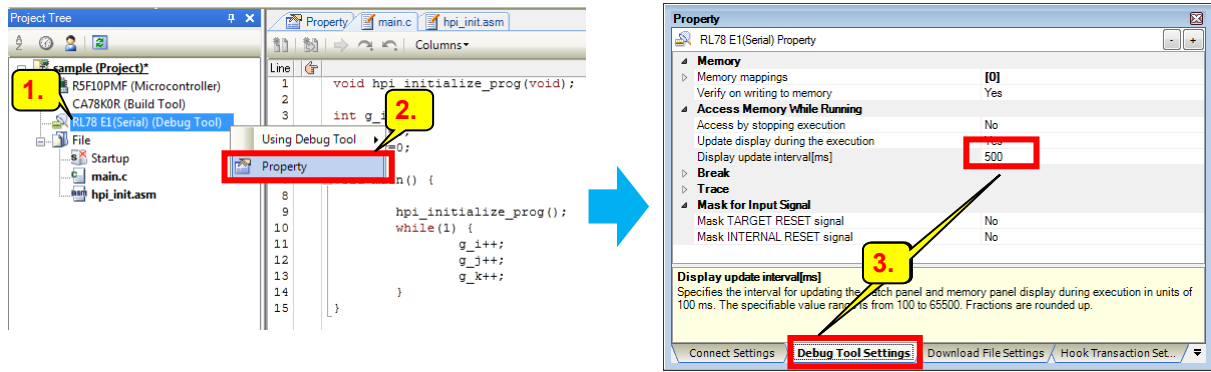 Project Tree
sample (Project)*
R5F10PMF (Microcontroller)
CA78K0R (Build Tool)
RL78 E1(Serial) (Debug Tool)
File
Startup
main.c
hpi_init.asm
1.
Using Debug Tool
Property
2.
Property main.c hpi_init.asm
Columns
Line
1 void hpi_initialize_prog(void);
2
3 int g_i
=0;
main() {
8
9 hpi_initialize_prog();
10 while(1) {
11 g_i++;
12 g_j++;
13 g_k++;
14 }
15 }
Property
RL78 E1(Serial) Property - +
Memory
Memory mappings [0]
Verify on writing to memory Yes
Access Memory While Running
Access by stopping execution No
Update display during the execution Yes
Display update interval[ms] 500
Break
Trace
Mask for Input Signal
Mask TARGET RESET signal No
Mask INTERNAL RESET signal No
3.
Display update interval[ms]
Specifies the interval for updating the watch panel and memory panel display during execution in units of
100 ms. The specifiable value range is from 100 to 65500. Fractions are rounded up.
Connect Settings Debug Tool Settings Download File Settings Hook Transaction Set...